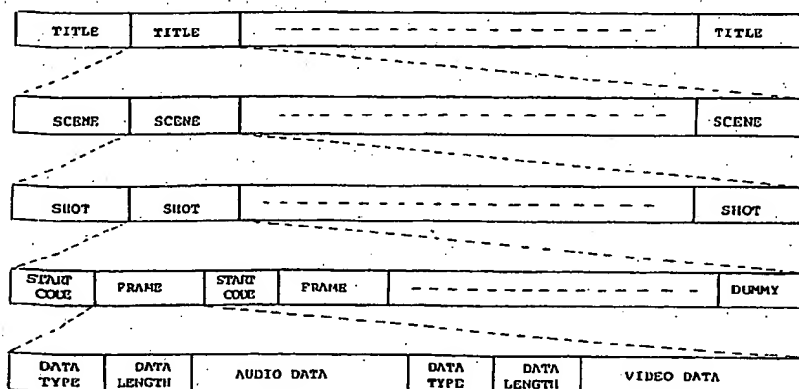 TITLE TITLE TITLE
SCENE SCENE SCENE
SHOT SHOT SHOT
START CODE FRAME START CODE FRAME DUMMY
DATA TYPE DATA LENGTH AUDIO DATA DATA TYPE DATA LENGTH VIDEO DATA